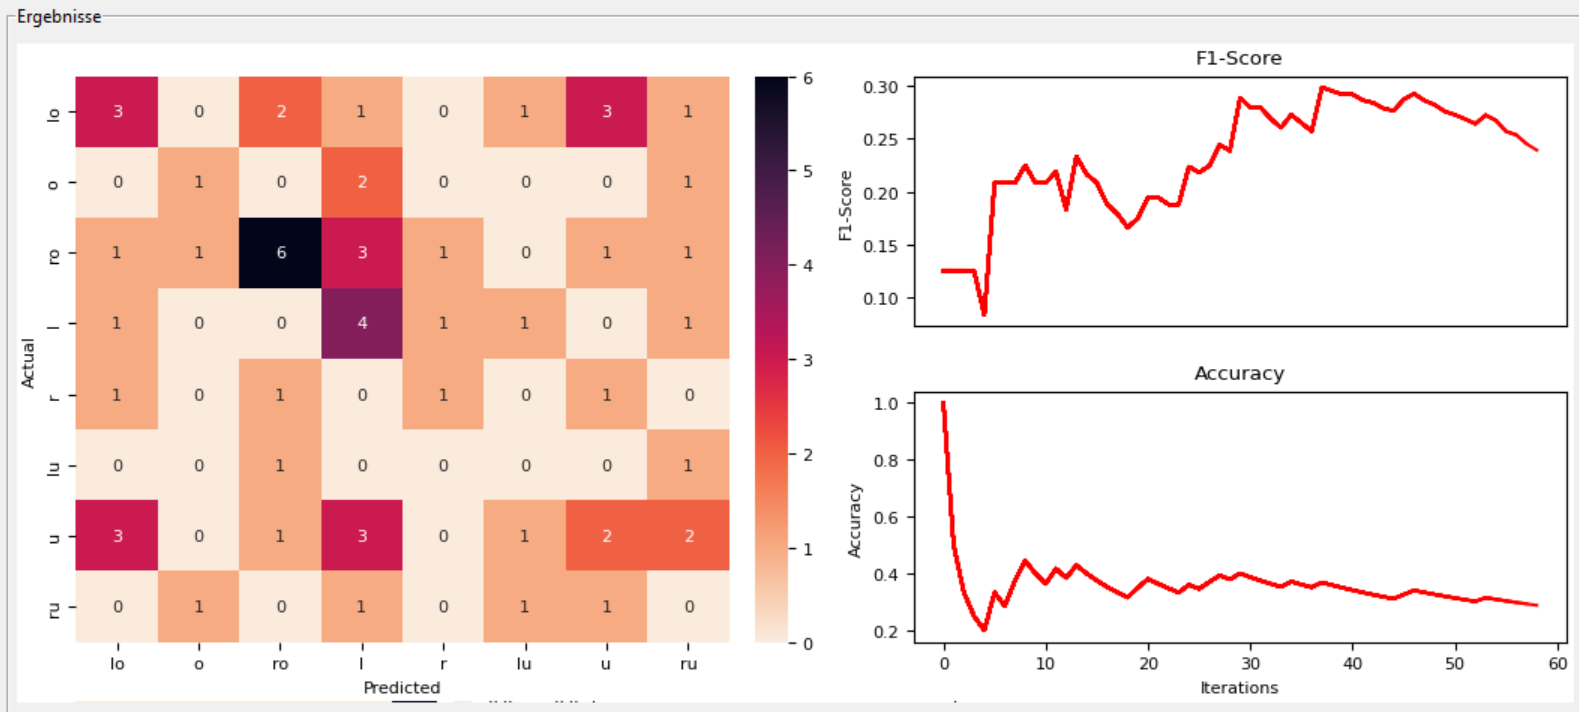 Ergebnisse
lo 3 0 2 1 0 1 3 1
o 0 1 0 2 0 0 0 1
ro 1 1 6 3 1 0 1 1
l 1 0 0 4 1 1 0 1
r 1 0 1 0 1 0 1 0
lu 0 0 1 0 0 0 0 1
u 3 0 1 3 0 1 2 2
ru 0 1 0 1 0 1 1 0
Actual
lo o ro l r lu u ru
Predicted
6
5
4
3
2
1
0
F1-Score
0.30
0.25
0.20
0.15
0.10
F1-Score
Accuracy
1.0
0.8
0.6
0.4
0.2
Accuracy
0 10 20 30 40 50 60
Iterations